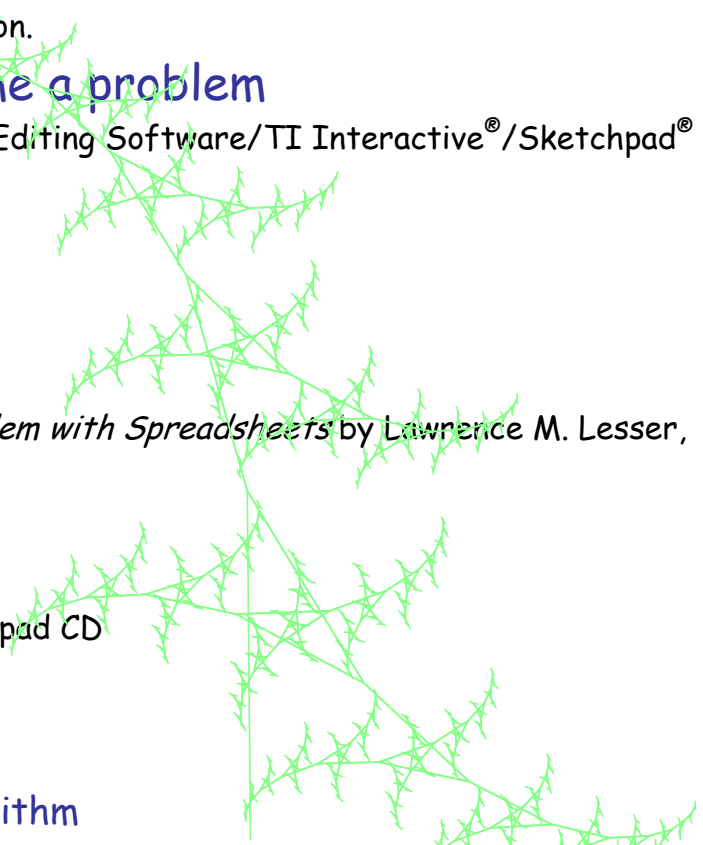 on.
e a problem
Editing Software/TI Interactive®/Sketchpad®
lem with Spreadsheets by Lawrence M. Lesser,
pad CD
ithm